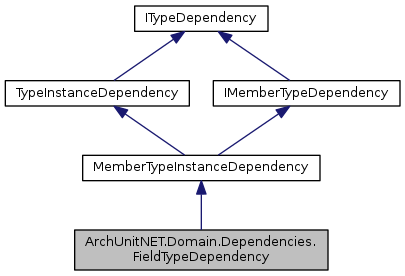 ITypeDependency
TypeInstanceDependency
IMemberTypeDependency
MemberTypeInstanceDependency
ArchUnitNET.Domain.Dependencies.
FieldTypeDependency